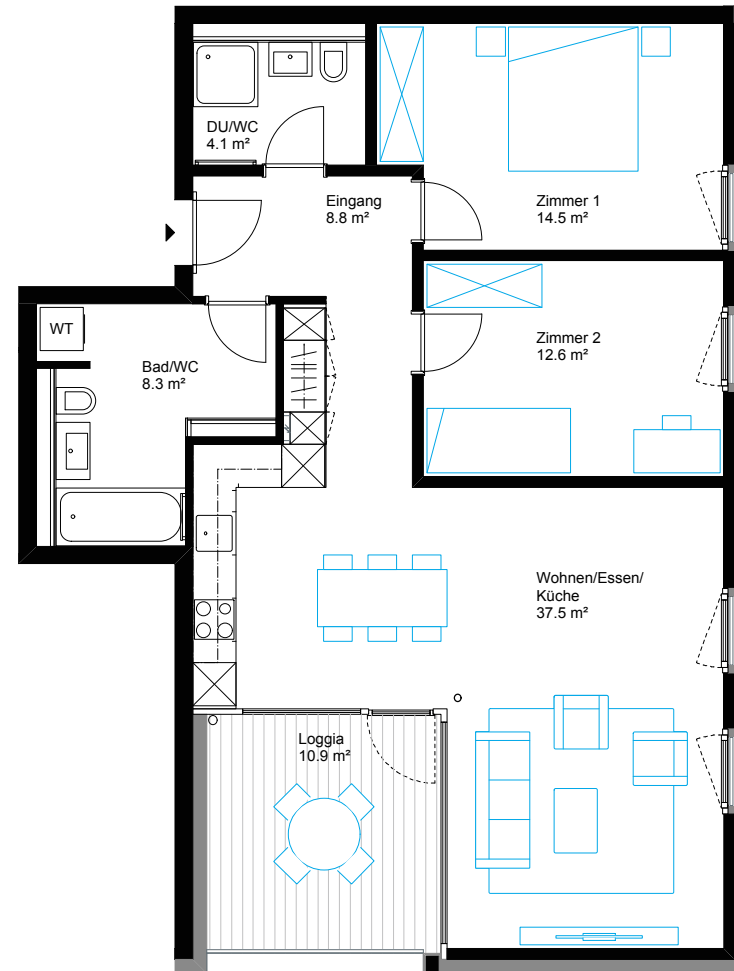 DU/WC
4.1 m²
Eingang
8.8 m²
Zimmer 1
14.5 m²
WT
Bad/WC
8.3 m²
Zimmer 2
12.6 m²
Wohnen/Essen/
Küche
37.5 m²
Loggia
10.9 m²